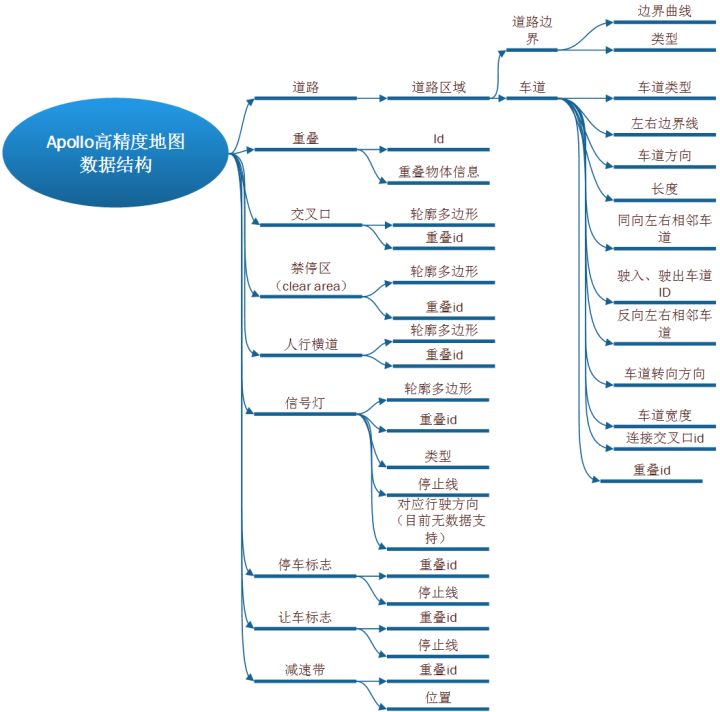 Apollo高精度地图
数据结构
道路
道路区域
道路边
界
边界曲线
类型
车道
车道类型
左右边界线
车道方向
长度
同向左右相邻车
道
驶入、驶出车道
ID
反向左右相邻车
道
车道转向方向
车道宽度
连接交叉口id
重叠id
重叠
Id
重叠物体信息
交叉口
轮廓多边形
重叠id
禁停区
（clear area）
轮廓多边形
重叠id
人行横道
轮廓多边形
重叠id
信号灯
轮廓多边形
重叠id
类型
停止线
对应行驶方向
（目前无数据支
持）
停车标志
重叠id
停止线
让车标志
重叠id
停止线
减速带
重叠id
位置